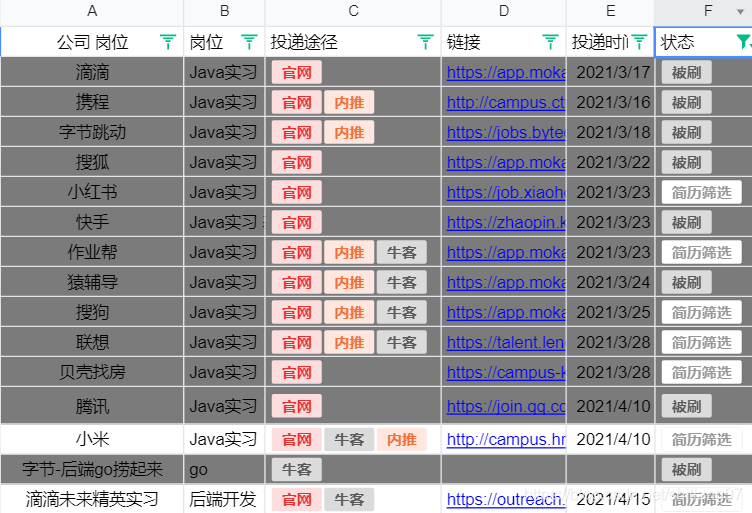 A B C D E F
公司 岗位 岗位 投递途径 链接 投递时间 状态
滴滴 Java实习 官网 https://app.moka 2021/3/17 被刷
携程 Java实习 官网 内推 http://campus.ct 2021/3/16 被刷
字节跳动 Java实习 官网 内推 https://jobs.byte 2021/3/18 被刷
搜狐 Java实习 官网 https://app.moka 2021/3/22 被刷
小红书 Java实习 官网 https://job.xiaoho 2021/3/23 简历筛选
快手 Java实习 官网 https://zhaopin.k 2021/3/23 被刷
作业帮 Java实习 官网 内推 牛客 https://app.moka 2021/3/23 简历筛选
猿辅导 Java实习 官网 内推 牛客 https://app.moka 2021/3/24 被刷
搜狗 Java实习 官网 内推 牛客 https://app.moka 2021/3/25 简历筛选
联想 Java实习 官网 内推 牛客 https://talent.len 2021/3/28 简历筛选
贝壳找房 Java实习 官网 https://campus-k 2021/3/28 简历筛选
腾讯 Java实习 官网 https://join.qq.co 2021/4/10 被刷
小米 Java实习 官网 牛客 内推 http://campus.hr 2021/4/10 简历筛选
字节-后端go捞起来 go 牛客 被刷
滴滴未来精英实习 后端开发 官网 牛客 https://outreach. 2021/4/15 简历筛选